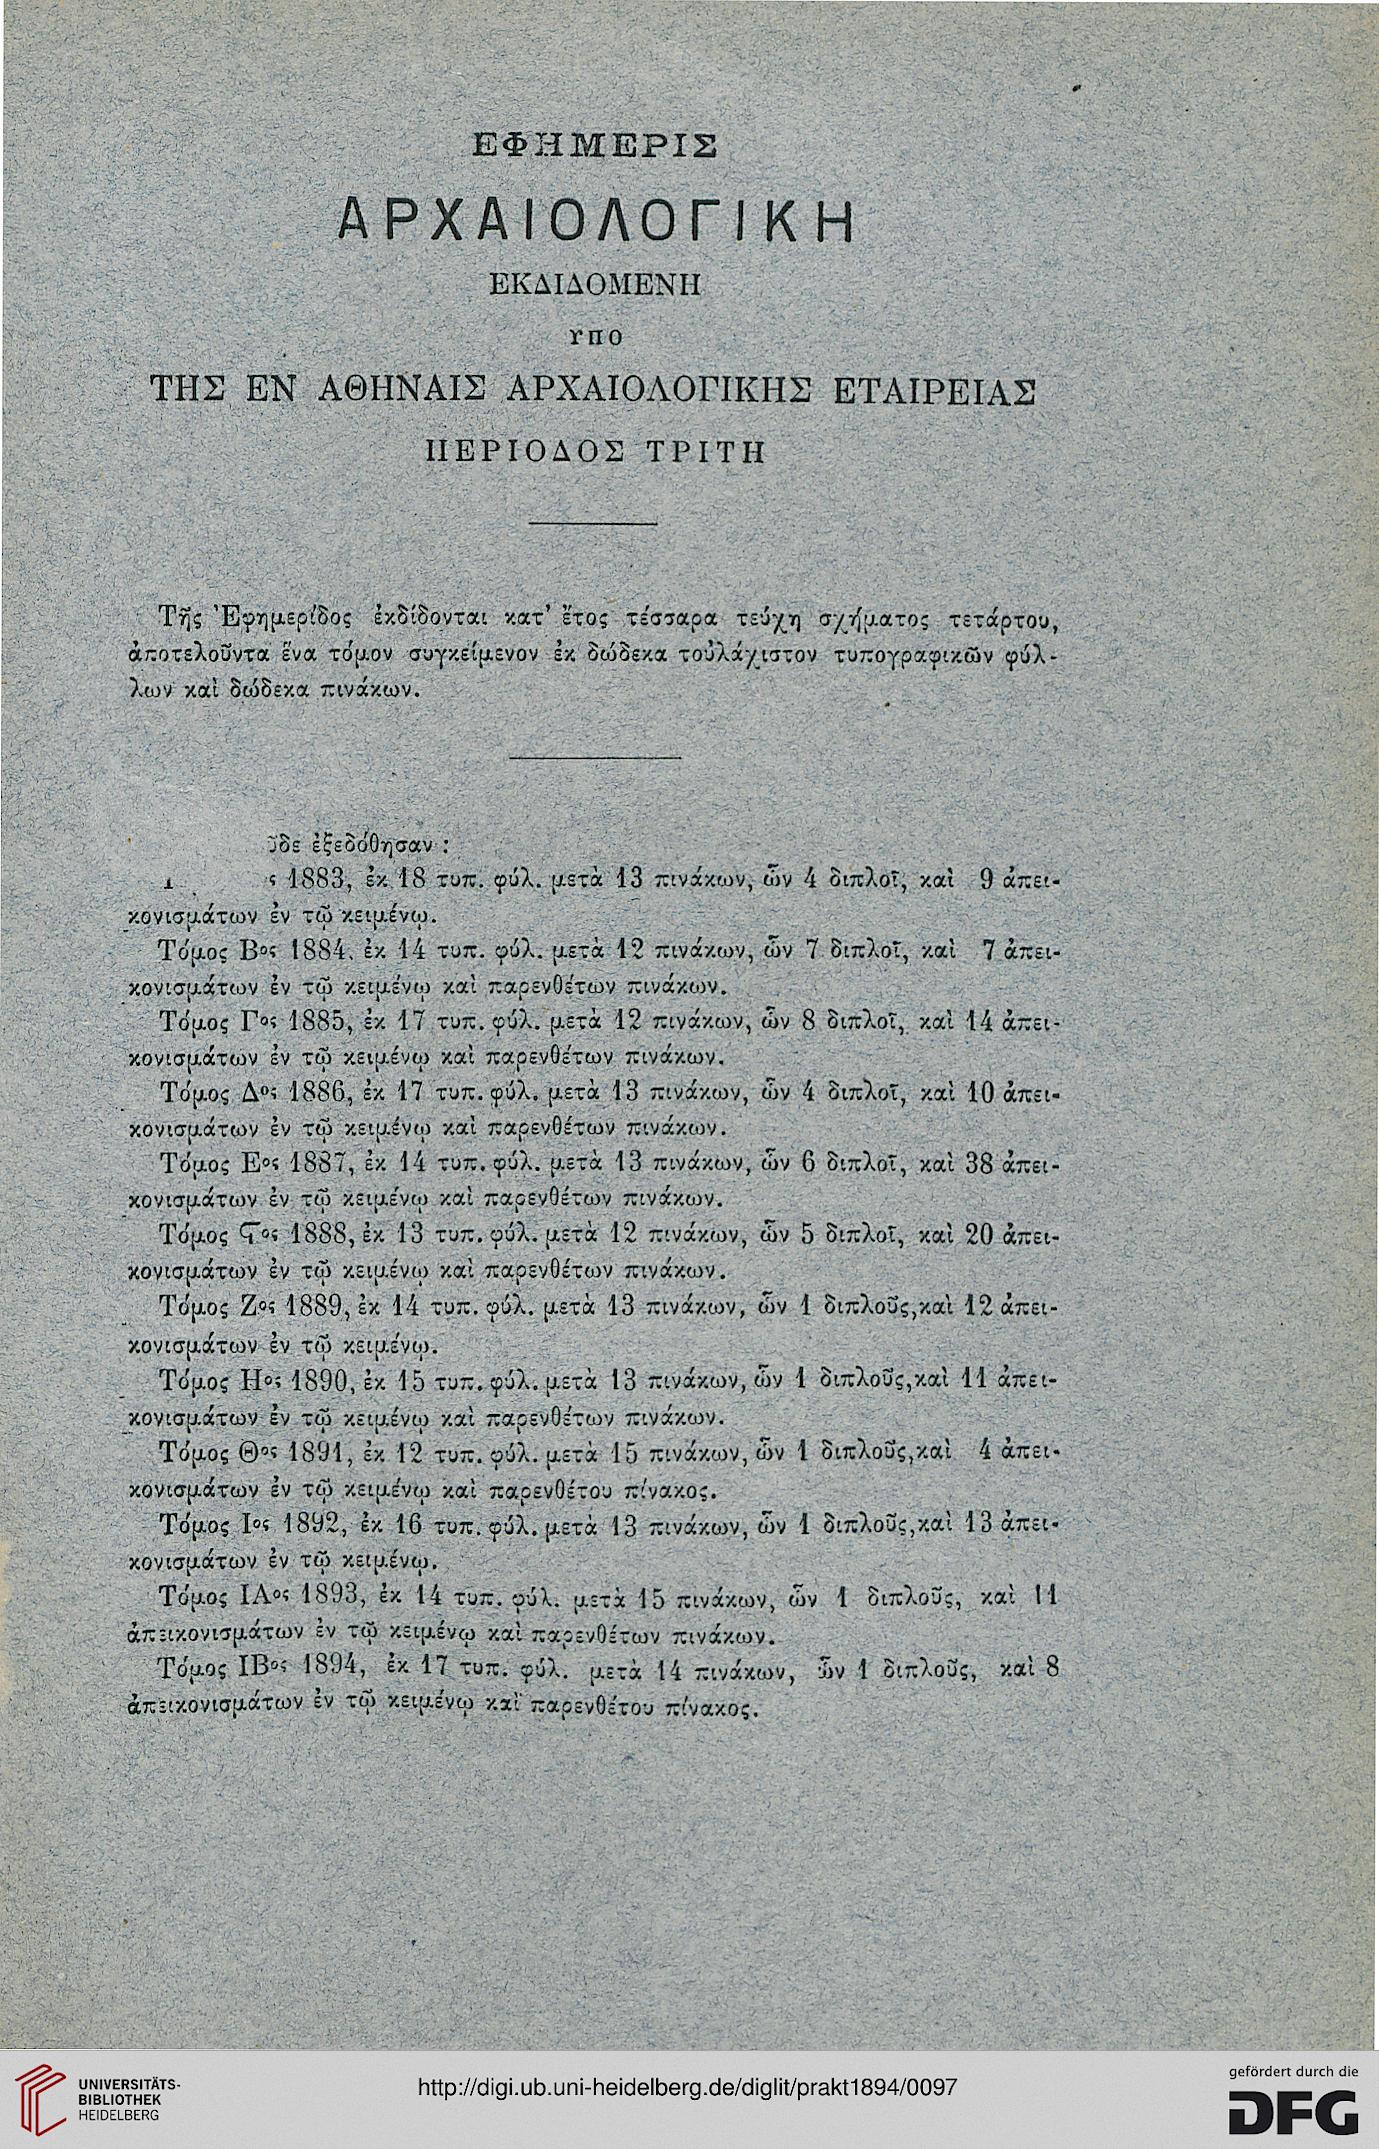 ΕΦΗΜΕΡΙΣ
ΑΡΧΑΙΟΛΟΓΙΚΗ
ΕΚΔΙΔΟΜΕΝΗ
ΥΠΟ
ΤΗΣ ΕΝ ΑΘΗΝΑΙΣ ΑΡΧΑΙΟΛΟΓΙΚΗΣ ΕΤΑΙΡΕΙΑΣ
ΠΕΡΙΟΔΟΣ ΤΡΙΤΗ
Τῆς Ἐφημερίδος ἐκδίδονται κατ' ἔτος τέσσαρα τεύχη σχήματος τετάρτου,
ἀποτελοῦντα ἕνα τόμον συγκείμενον ἐκ δώδεκα τοὐλάχιστον τυπογραφικῶν φύλ-
λων καὶ δώδεκα πινάκων.
ῦδε ἐξεδόθησαν :
ς 1883, ἐκ 18 τυπ. φύλ. μετὰ 13 πινάκων, ὧν 4 διπλοῖ, καὶ 9 ἀπει-
κονισμάτων ἐν τῷ κειμένῳ.
Τόμος Βος 1884, ἐκ 14 τυπ. φύλ. μετὰ 12 πινάκων, ὧν 7 διπλοῖ, καὶ 7 ἀπει-
κονισμάτων ἐν τῷ κειμένῳ καὶ παρενθέτων πινάκων.
Τόμος Γος 1885, ἐκ 17 τυπ. φύλ. μετὰ 12 πινάκων, ὧν 8 διπλοῖ, καὶ 14 ἀπει-
κονισμάτων ἐν τῷ κειμένῳ καὶ παρενθέτων πινάκων.
Τόμος Δος 1886, ἐκ 17 τυπ. φύλ. μετὰ 13 πινάκων, ὧν 4 διπλοῖ, καὶ 10 ἀπει-
κονισμάτων ἐν τῷ κειμένῳ καὶ παρενθέτων πινάκων.
Τόμος Εος 1887, ἐκ 14 τυπ. φύλ. μετὰ 13 πινάκων, ὧν 6 διπλοῖ, καὶ 38 ἀπει-
κονισμάτων ἐν τῷ κειμένῳ καὶ παρενθέτων πινάκων.
Τόμος Ϛος 1888, ἐκ 13 τυπ. φύλ. μετὰ 12 πινάκων, ὧν 5 διπλοῖ, καὶ 20 ἀπει-
κονισμάτων ἐν τῷ κειμένῳ καὶ παρενθέτων πινάκων.
Τόμος Ζος 1889, ἐκ 14 τυπ. φύλ. μετὰ 13 πινάκων, ὧν 1 διπλοῦς, καὶ 12 ἀπει-
κονισμάτων ἐν τῷ κειμένῳ.
Τόμος Ηος 1890, ἐκ 15 τυπ. φύλ. μετὰ 13 πινάκων, ὧν 1 διπλοῦς, καὶ 11 ἀπει-
κονισμάτων ἐν τῷ κειμένῳ καὶ παρενθέτων πινάκων.
Τόμος Θος 1891, ἐκ 12 τυπ. φύλ. μετὰ 15 πινάκων, ὧν 1 διπλοῦς, καὶ 4 ἀπει-
κονισμάτων ἐν τῷ κειμένῳ καὶ παρενθέτου πίνακος.
Τόμος Ιος 1892, ἐκ 16 τυπ. φύλ. μετὰ 13 πινάκων, ὧν 1 διπλοῦς, καὶ 13 ἀπει-
κονισμάτων ἐν τῷ κειμένῳ.
Τόμος ΙΑος 1893, ἐκ 14 τυπ. φύλ. μετὰ 15 πινάκων, ὧν 1 διπλοῦς, καὶ 11
ἀπεικονισμάτων ἐν τῷ κειμένῳ καὶ παρενθέτων πινάκων.
Τόμος ΙΒος 1894, ἐκ 17 τυπ. φύλ. μετὰ 14 πινάκων, ὧν 1 διπλοῦς, καὶ 8
ἀπεικονισμάτων ἐν τῷ κειμένῳ καὶ παρενθέτου πίνακος.
UNIVERSITÄTS-
BIBLIOTHEK
HEIDELBERG
http://digi.ub.uni-heidelberg.de/diglit/prakt1894/0097
gefördert durch die
DFG